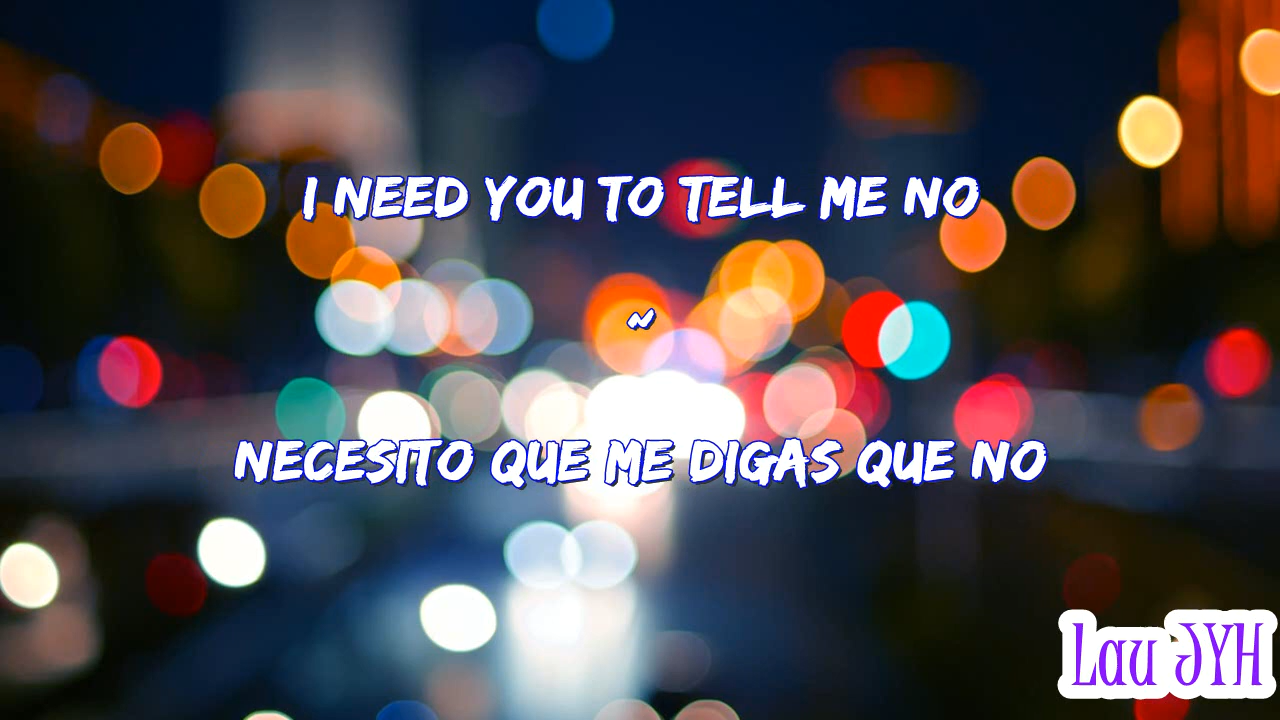 I NEED YOU TO TELL ME NO
~
NECESITO QUE ME DIGAS QUE NO
Lau JYH